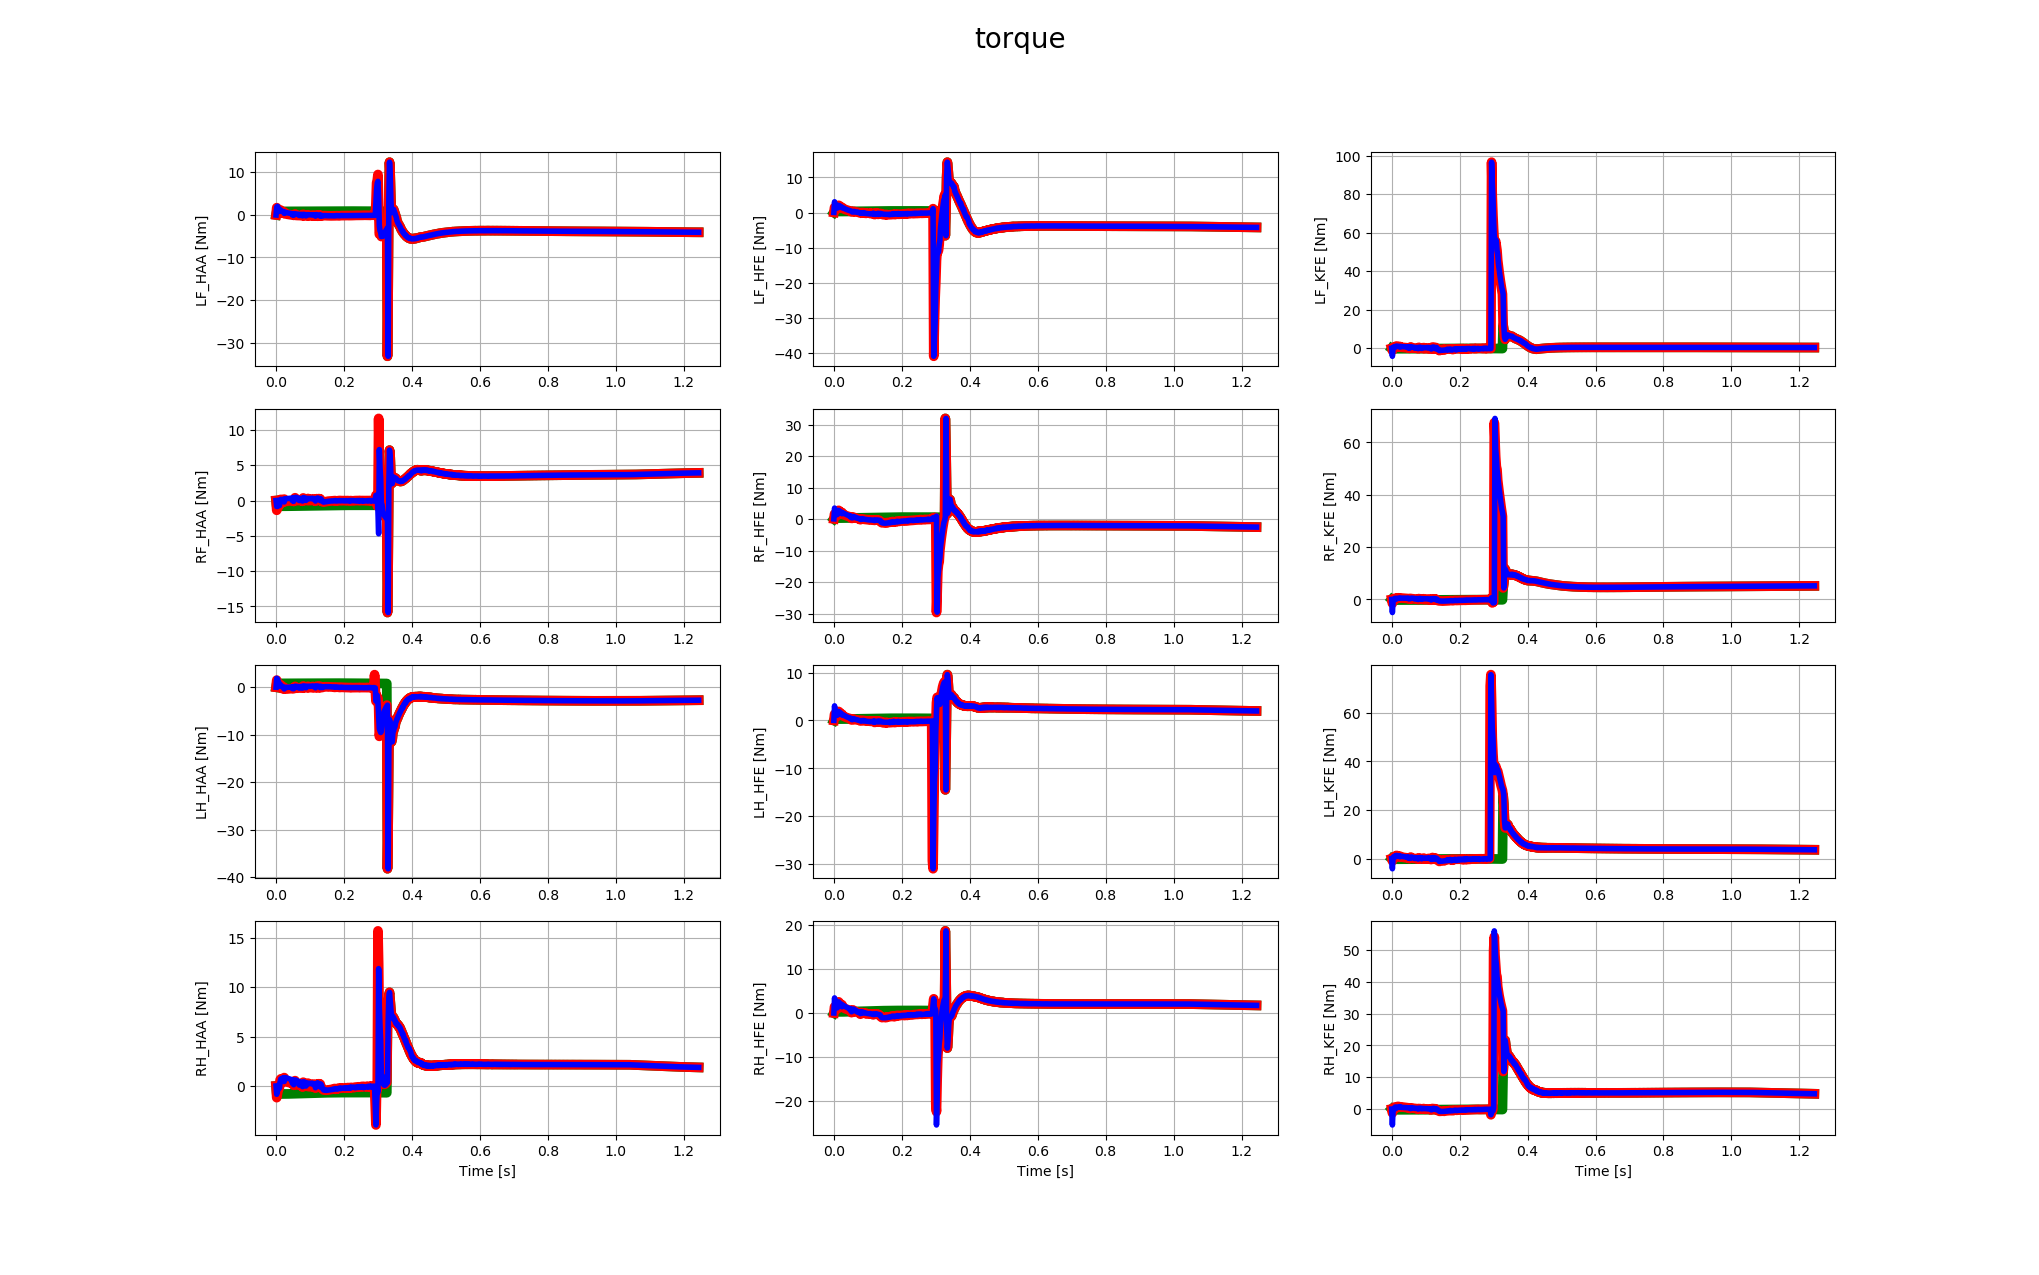 torque
LF_HAA [Nm]
10
0
−10
−20
−30
0.0 0.2 0.4 0.6 0.8 1.0 1.2
LF_HFE [Nm]
10
0
−10
−20
−30
−40
0.0 0.2 0.4 0.6 0.8 1.0 1.2
LF_KFE [Nm]
100
80
60
40
20
0
0.0 0.2 0.4 0.6 0.8 1.0 1.2
RF_HAA [Nm]
10
5
0
−5
−10
−15
0.0 0.2 0.4 0.6 0.8 1.0 1.2
RF_HFE [Nm]
30
20
10
0
−10
−20
−30
0.0 0.2 0.4 0.6 0.8 1.0 1.2
RF_KFE [Nm]
60
40
20
0
0.0 0.2 0.4 0.6 0.8 1.0 1.2
LH_HAA [Nm]
0
−10
−20
−30
−40
0.0 0.2 0.4 0.6 0.8 1.0 1.2
LH_HFE [Nm]
10
0
−10
−20
−30
0.0 0.2 0.4 0.6 0.8 1.0 1.2
LH_KFE [Nm]
60
40
20
0
0.0 0.2 0.4 0.6 0.8 1.0 1.2
RH_HAA [Nm]
15
10
5
0
0.0 0.2 0.4 0.6 0.8 1.0 1.2
Time [s]
RH_HFE [Nm]
20
10
0
−10
−20
0.0 0.2 0.4 0.6 0.8 1.0 1.2
Time [s]
RH_KFE [Nm]
50
40
30
20
10
0
0.0 0.2 0.4 0.6 0.8 1.0 1.2
Time [s]